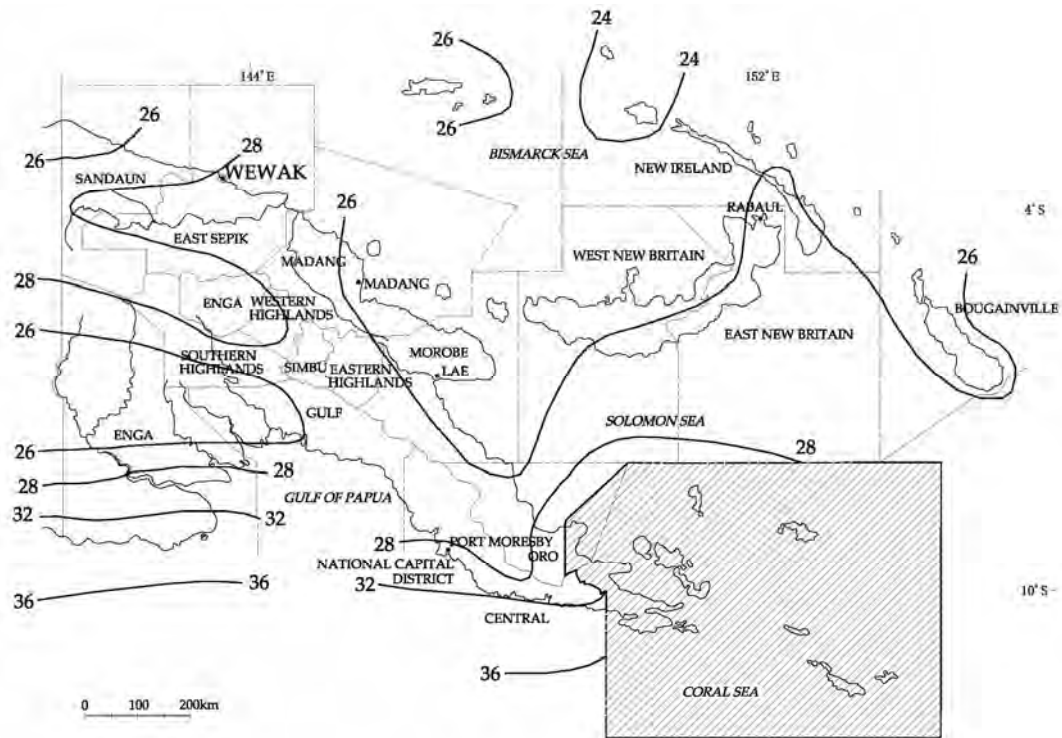 24
26
24
144° E
152° E
26
26
26
BISMARCK SEA
28
WEWAK
NEW IRELAND
SANDAUN
26
RABAUL
4° S
EAST SEPIK
WEST NEW BRITAIN
MADANG
26
28
MADANG
ENGA
WESTERN
HIGHLANDS
BOUGAINVILLE
26
EAST NEW BRITAIN
SOUTHERN
HIGHLANDS
SIMBU
EASTERN
HIGHLANDS
MOROBE
LAE
GULF
SOLOMON SEA
ENGA
26
28
28
28
GULF OF PAPUA
32
32
28
PORT MORESBY
ORO
NATIONAL CAPITAL
DISTRICT
36
32
10° S
36
CENTRAL
36
CORAL SEA
0 100 200km